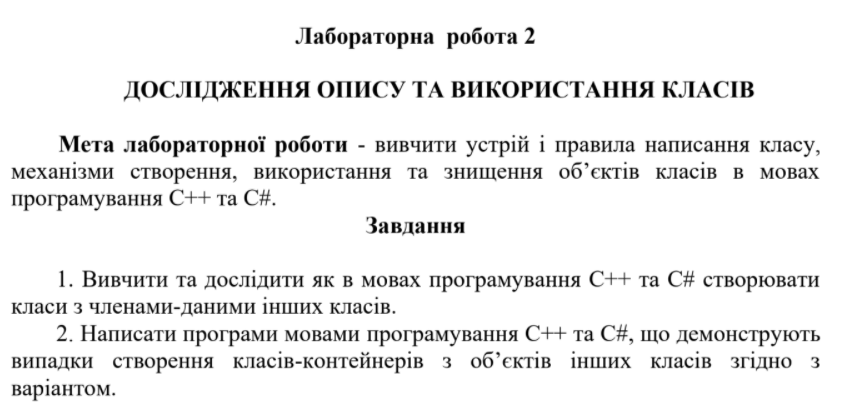 Лабораторна робота 2
ДОСЛІДЖЕННЯ ОПИСУ ТА ВИКОРИСТАННЯ КЛАСІВ
Мета лабораторної роботи - вивчити устрій і правила написання класу,
механізми створення, використання та знищення об’єктів класів в мовах
програмування С++ та С#.
Завдання
1. Вивчити та дослідити як в мовах програмування С++ та С# створювати
класи з членами-даними інших класів.
2. Написати програми мовами програмування С++ та С#, що демонструють
випадки створення класів-контейнерів з об’єктів інших класів згідно з
варіантом.